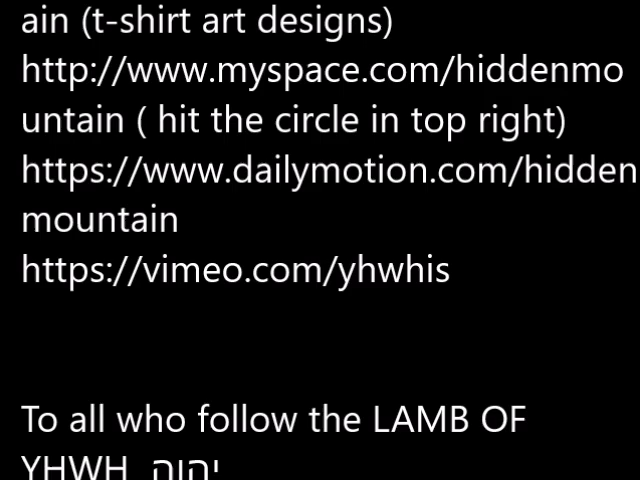 ain (t-shirt art designs)
http://www.myspace.com/hiddenmo
untain ( hit the circle in top right)
https://www.dailymotion.com/hidden
mountain
https://vimeo.com/yhwhis
To all who follow the LAMB OF
YHWH יהוה